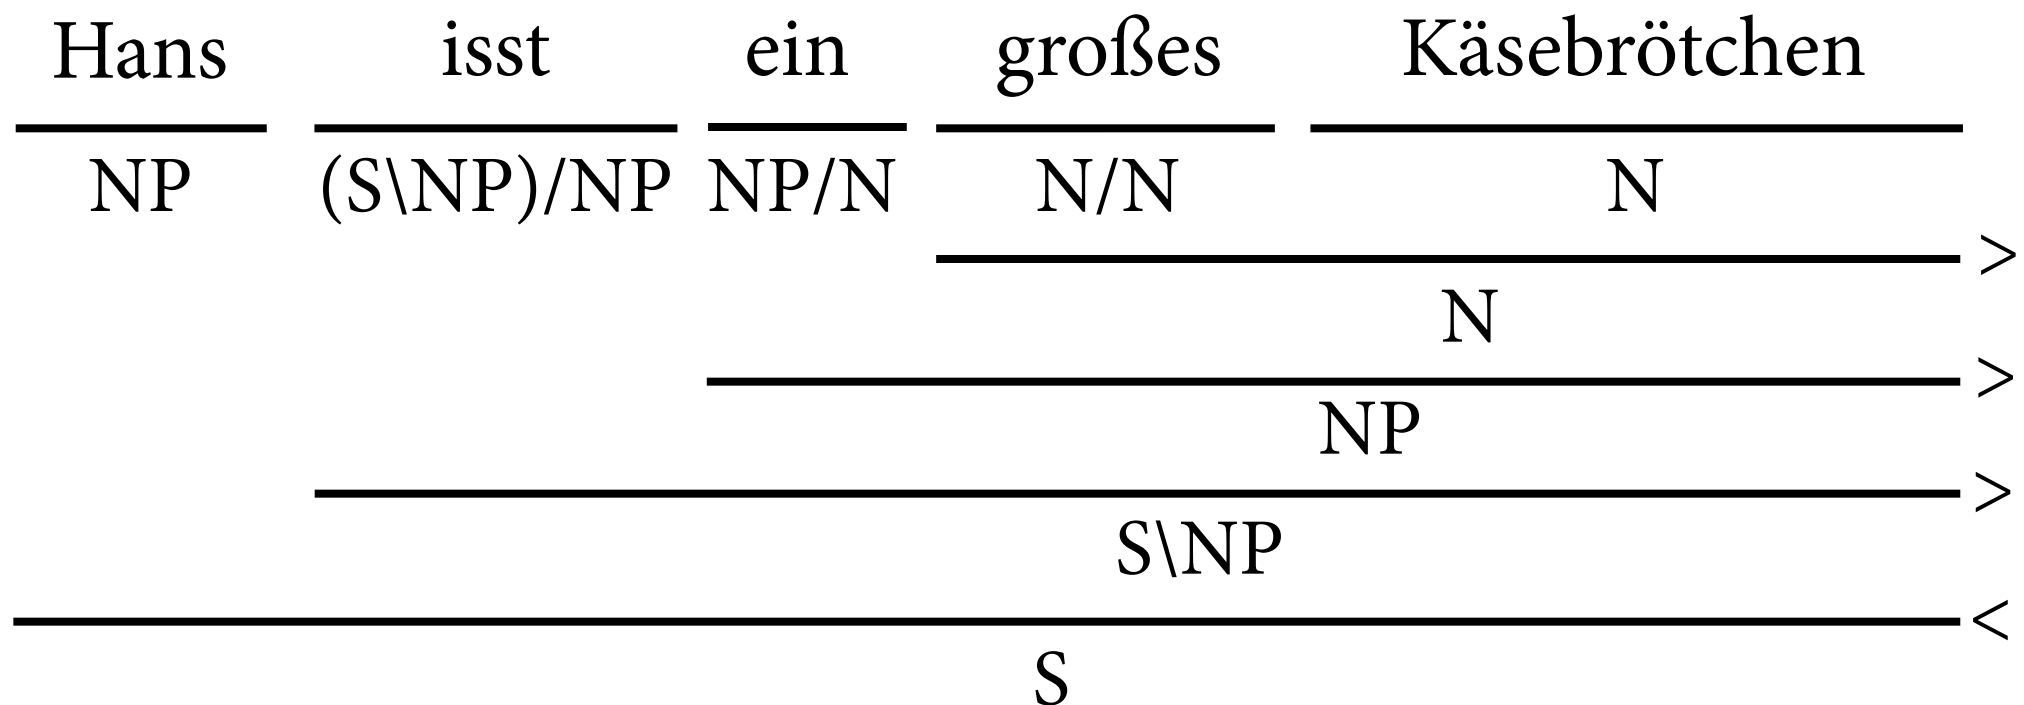 Hans isst ein großes Käsebrötchen
NP (S\NP)/NP NP/N N/N N
>
N
>
NP
>
S\NP
<
S